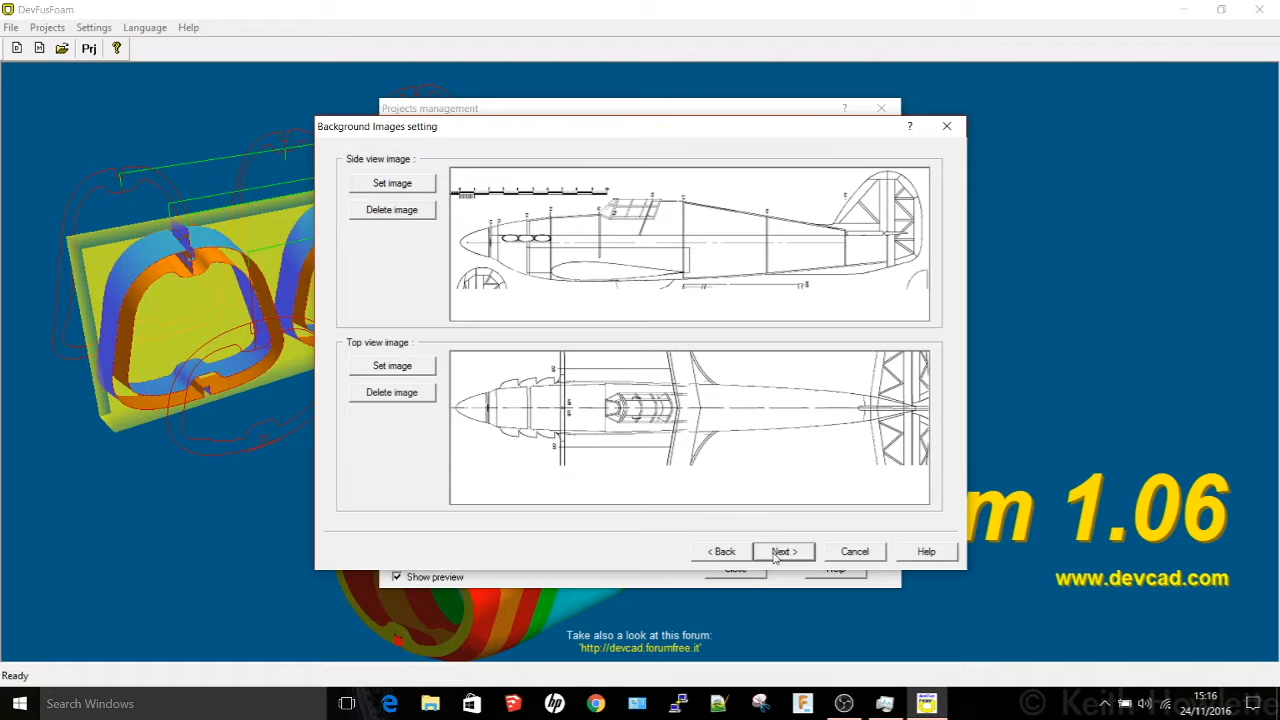 DevFusFoam
File Projects Settings Language Help
Prj
Projects management
Background Images setting
Side view image :
Set image
Delete image
Top view image :
Set image
Delete image
< Back Next > Cancel Help
Show preview
m 1.06
www.devcad.com
Take also a look at this forum:
'http://devcad.forumfree.it'
Ready
Search Windows
15:16
24/11/2016